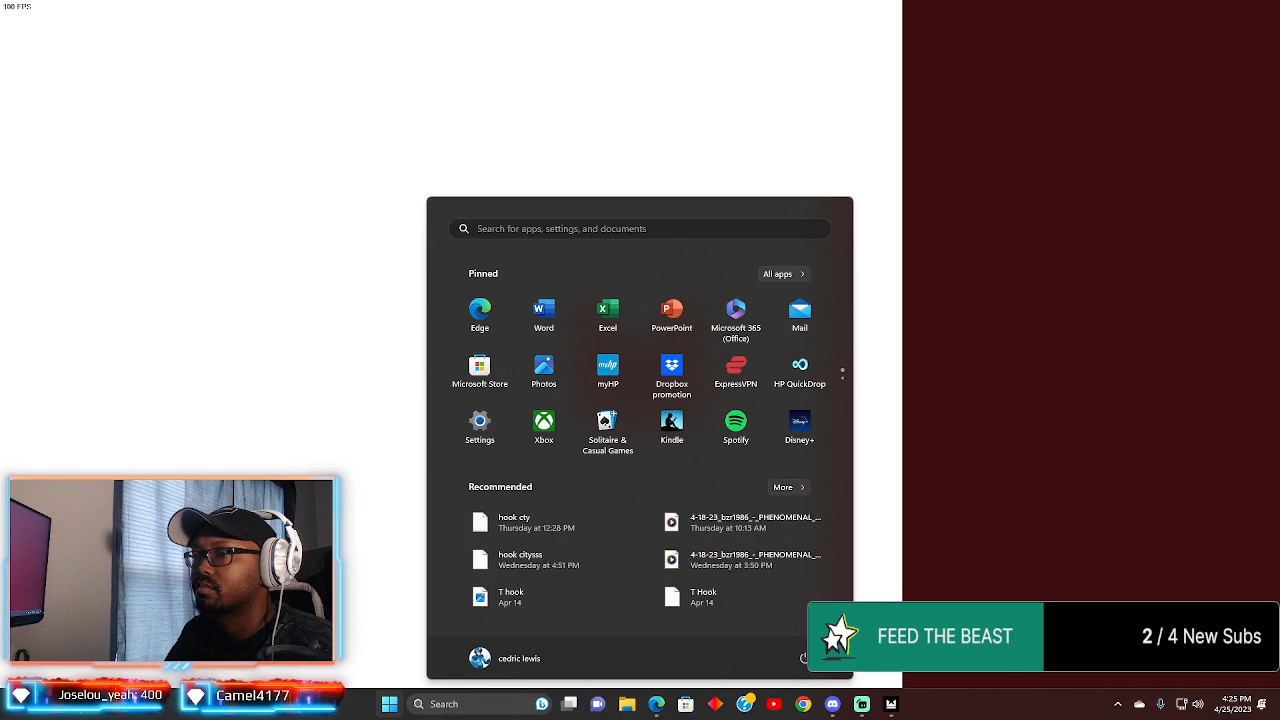 100 FPS
Search for apps, settings, and documents
Pinned
All apps
Edge
Word
Excel
PowerPoint
Microsoft 365
(Office)
Mail
Microsoft Store
Photos
myHP
Dropbox
promotion
ExpressVPN
HP QuickDrop
Settings
Xbox
Solitaire &
Casual Games
Kindle
Spotify
Disney+
Recommended
More
hook cty
Thursday at 12:28 PM
4-18-23_bzr1986_-_PHENOMENAL_...
Thursday at 10:13 AM
hook citysss
Wednesday at 4:51 PM
4-18-23_bzr1986_-_PHENOMENAL_...
Wednesday at 3:50 PM
T hook
Apr 14
T Hook
Apr 14
cedric lewis
FEED THE BEAST
2 / 4 New Subs
Joselou_yeah: 400
Camel4177
Search
4:25 PM
4/25/2023